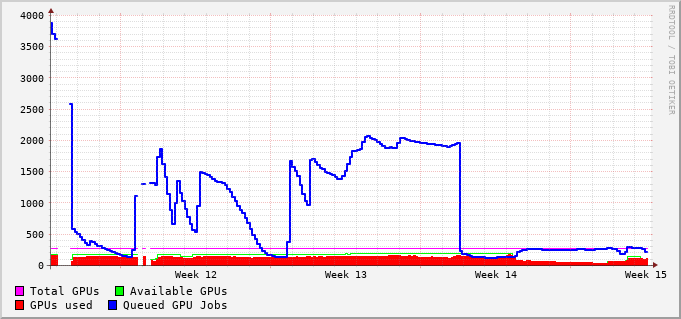 RRDTOOL / TOBI OETIKER
4000
3500
3000
2500
2000
1500
1000
500
0
Week 12 Week 13 Week 14 Week 15
Total GPUs Available GPUs
GPUs used Queued GPU Jobs